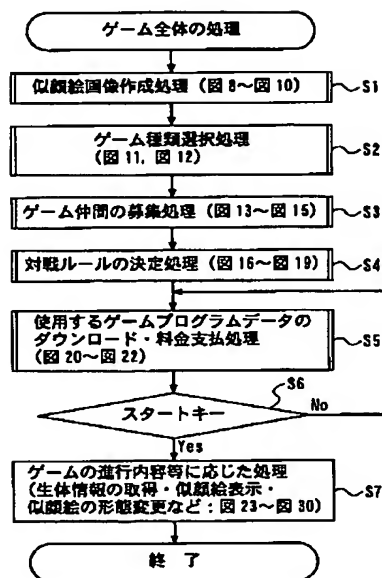 ゲーム全体の処理
似顔絵画像作成処理（図8～図10） S1
ゲーム種類選択処理
（図11, 図12） S2
ゲーム仲間の募集処理（図13～図15） S3
対戦ルールの決定処理（図16～図19） S4
使用するゲームプログラムデータの
ダウンロード・料金支払処理
（図20～図22） S5
S6
スタートキー No
Yes
ゲームの進行内容等に応じた処理
（生体情報の取得・似顔絵表示・
似顔絵の形態変更など：図23～図30） S7
終 了